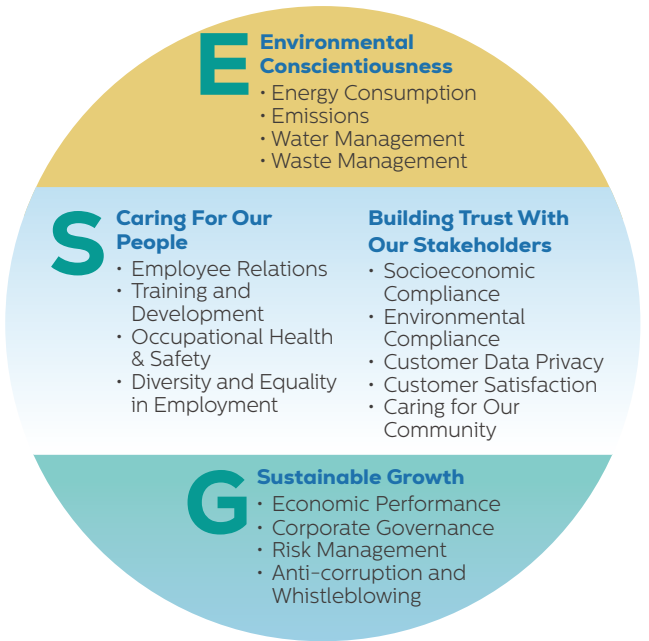 E
Environmental
Conscientiousness
• Energy Consumption
• Emissions
• Water Management
• Waste Management
S
Caring For Our
People
• Employee Relations
• Training and
Development
• Occupational Health
& Safety
• Diversity and Equality
in Employment
Building Trust With
Our Stakeholders
• Socioeconomic
Compliance
• Environmental
Compliance
• Customer Data Privacy
• Customer Satisfaction
• Caring for Our
Community
G
Sustainable Growth
• Economic Performance
• Corporate Governance
• Risk Management
• Anti-corruption and
Whistleblowing